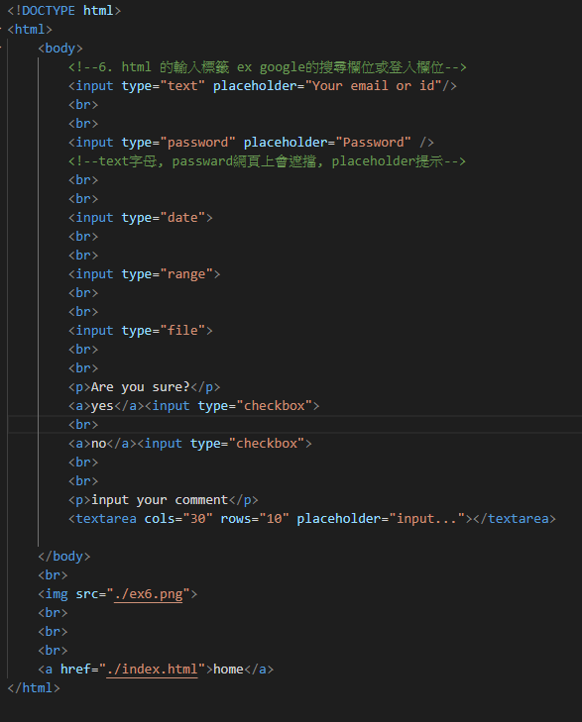 <!DOCTYPE html>
<html>
<body>
<!--6. html 的輸入標籤 ex google的搜尋欄位或登入欄位-->
<input type="text" placeholder="Your email or id"/>
<br>
<br>
<input type="password" placeholder="Password" />
<!--text字母, passward網頁上會遮擋, placeholder提示-->
<br>
<br>
<input type="date">
<br>
<br>
<input type="range">
<br>
<br>
<input type="file">
<br>
<br>
<p>Are you sure?</p>
<a>yes</a><input type="checkbox">
<br>
<a>no</a><input type="checkbox">
<br>
<br>
<p>input your comment</p>
<textarea cols="30" rows="10" placeholder="input..."></textarea>
</body>
<br>
<img src="./ex6.png">
<br>
<br>
<br>
<a href="./index.html">home</a>
</html>